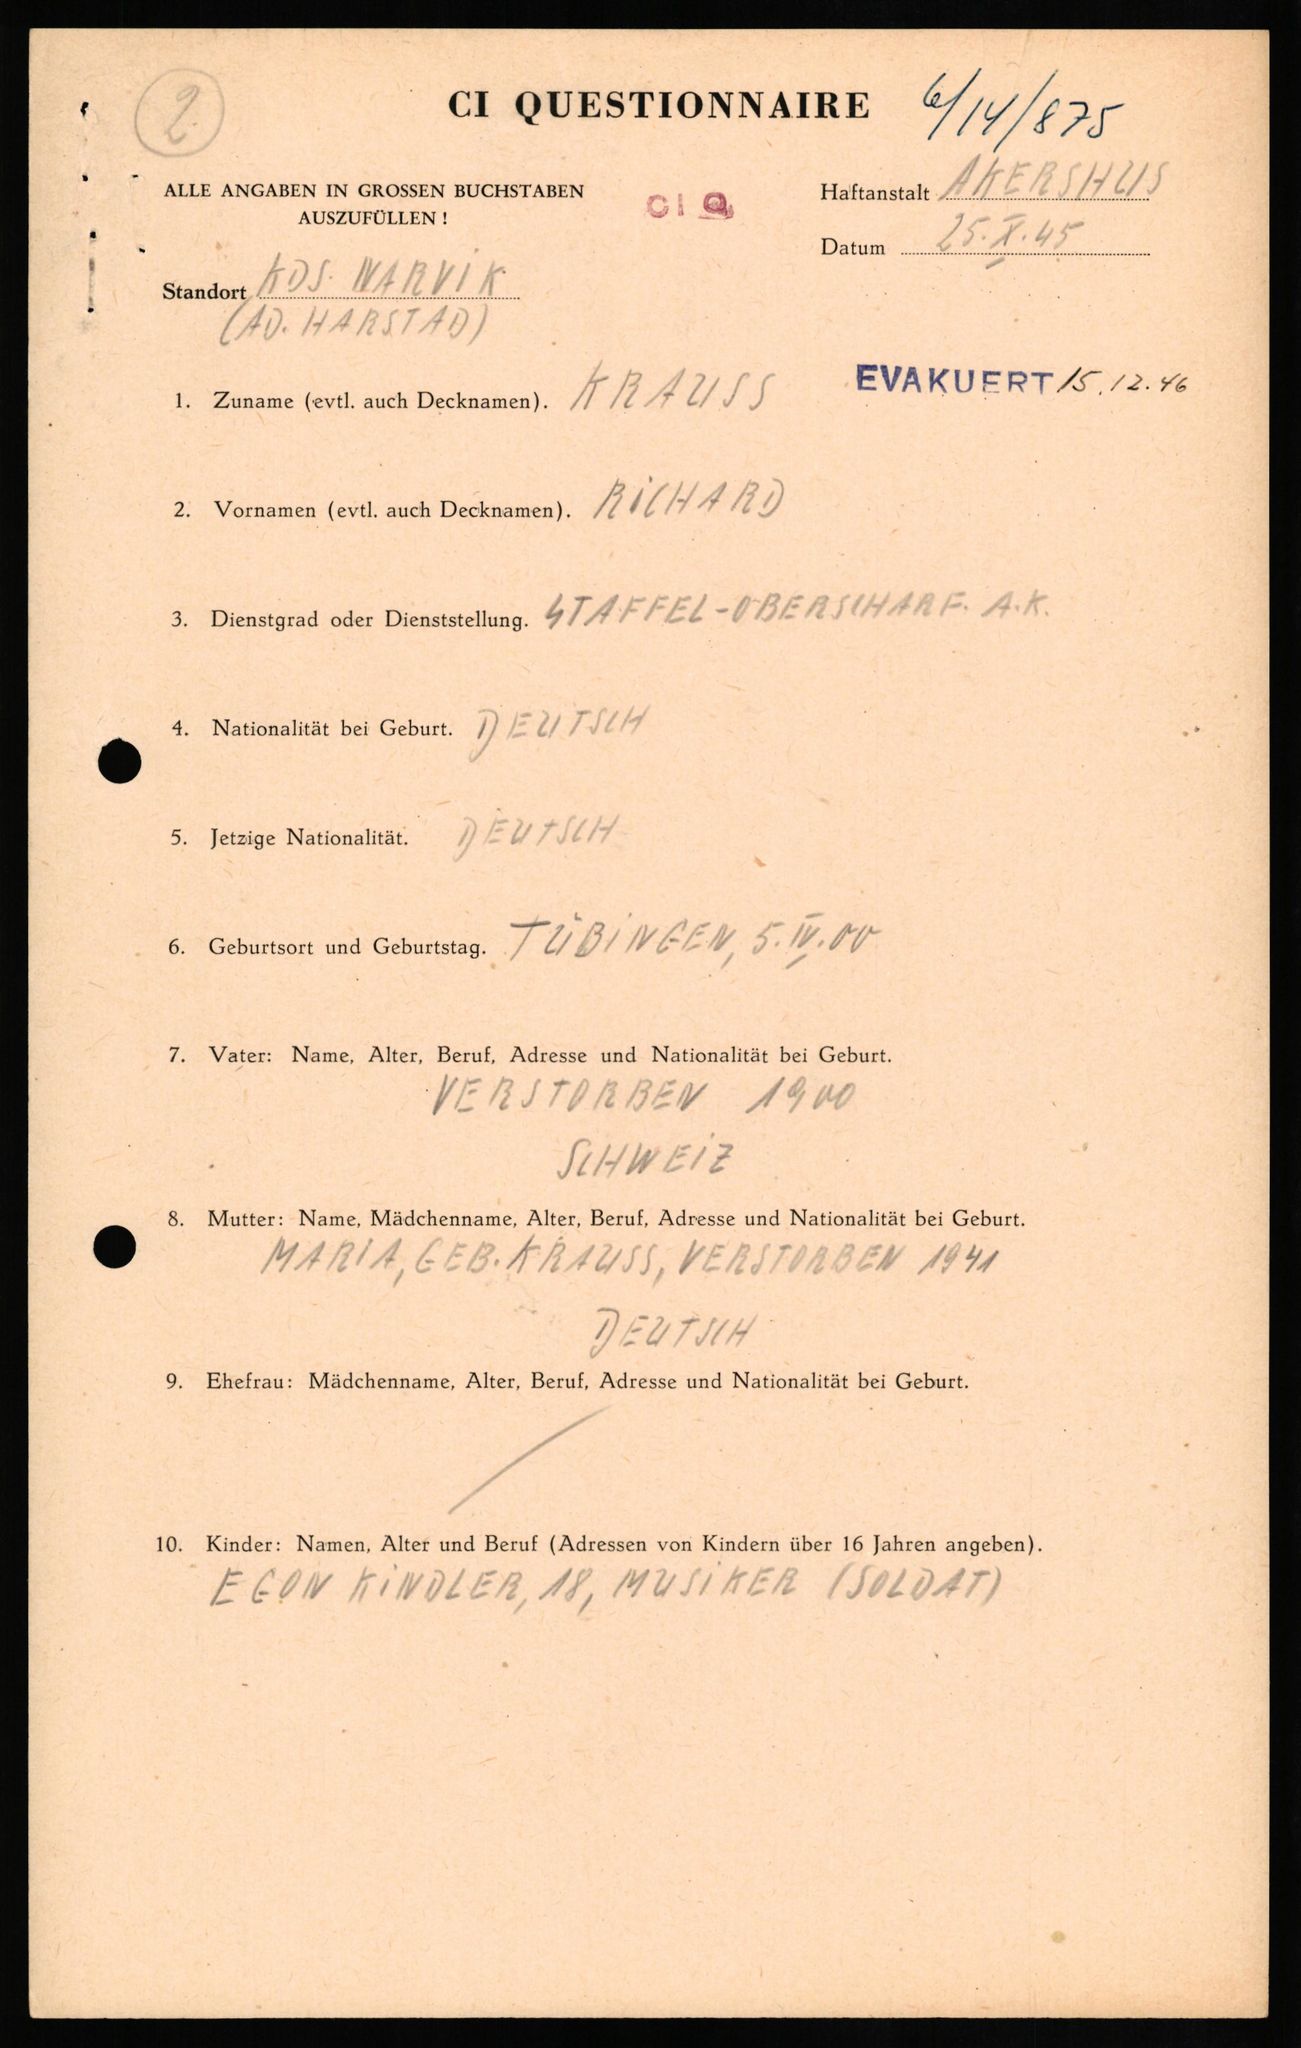 2.
CI QUESTIONNAIRE
6/14/875
ALLE ANGABEN IN GROSSEN BUCHSTABEN
AUSZUFÜLLEN!
CIQ
Haftanstalt AKERSHUS
Datum 25.X.45
Standort KDS. NARVIK
(AD. HARSTAD)
EVAKUERT 15.12.46
1. Zuname (evtl. auch Decknamen). KRAUSS
2. Vornamen (evtl. auch Decknamen). RICHARD
3. Dienstgrad oder Dienststellung. STAFFEL-OBERSCHARF. A.K.
4. Nationalität bei Geburt. DEUTSCH
5. Jetzige Nationalität. DEUTSCH
6. Geburtsort und Geburtstag. TÜBINGEN, 5.IV.00
7. Vater: Name, Alter, Beruf, Adresse und Nationalität bei Geburt.
VERSTORBEN 1900
SCHWEIZ
8. Mutter: Name, Mädchenname, Alter, Beruf, Adresse und Nationalität bei Geburt.
MARIA, GEB. KRAUSS, VERSTORBEN 1941
DEUTSCH
9. Ehefrau: Mädchenname, Alter, Beruf, Adresse und Nationalität bei Geburt.
10. Kinder: Namen, Alter und Beruf (Adressen von Kindern über 16 Jahren angeben).
EGON KINDLER, 18, MUSIKER (SOLDAT)